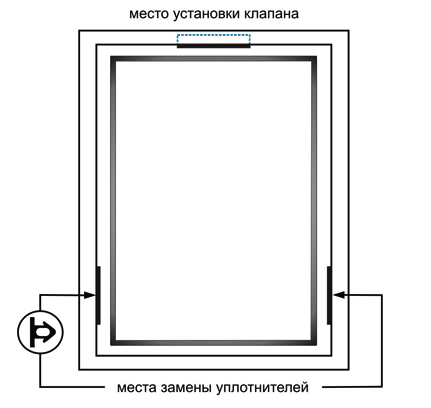 место установки клапана
места замены уплотнителей